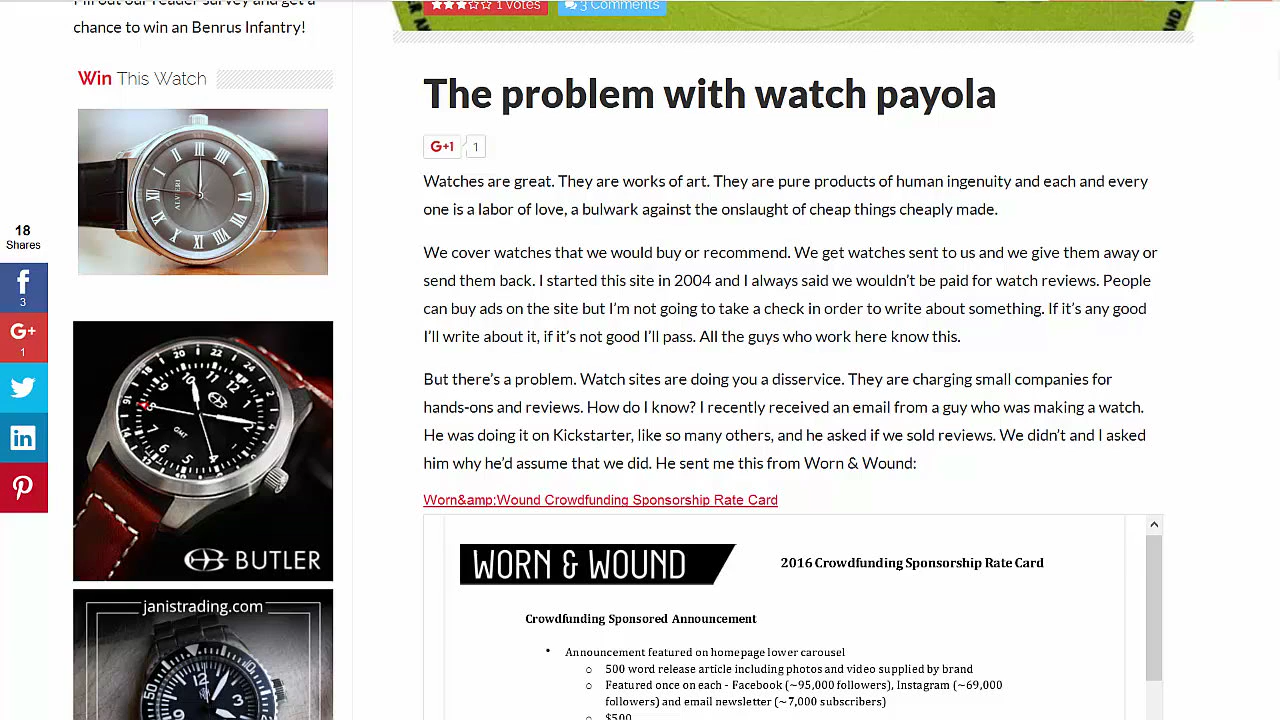 Fill out our reader survey and get a
chance to win an Benrus Infantry!
Win This Watch
18
Shares
3
G+
1
in
BUTLER
janistrading.com
1 Votes
3 Comments
The problem with watch payola
G+1
1
Watches are great. They are works of art. They are pure products of human ingenuity and each and every
one is a labor of love, a bulwark against the onslaught of cheap things cheaply made.
We cover watches that we would buy or recommend. We get watches sent to us and we give them away or
send them back. I started this site in 2004 and I always said we wouldn't be paid for watch reviews. People
can buy ads on the site but I'm not going to take a check in order to write about something. If it's any good
I'll write about it, if it's not good I'll pass. All the guys who work here know this.
But there's a problem. Watch sites are doing you a disservice. They are charging small companies for
hands-ons and reviews. How do I know? I recently received an email from a guy who was making a watch.
He was doing it on Kickstarter, like so many others, and he asked if we sold reviews. We didn't and I asked
him why he'd assume that we did. He sent me this from Worn & Wound:
Worn&amp;Wound Crowdfunding Sponsorship Rate Card
WORN & WOUND
2016 Crowdfunding Sponsorship Rate Card
Crowdfunding Sponsored Announcement
• Announcement featured on homepage lower carousel
o 500 word release article including photos and video supplied by brand
o Featured once on each - Facebook (~95,000 followers), Instagram (~69,000
followers) and email newsletter (~7,000 subscribers)
o $500